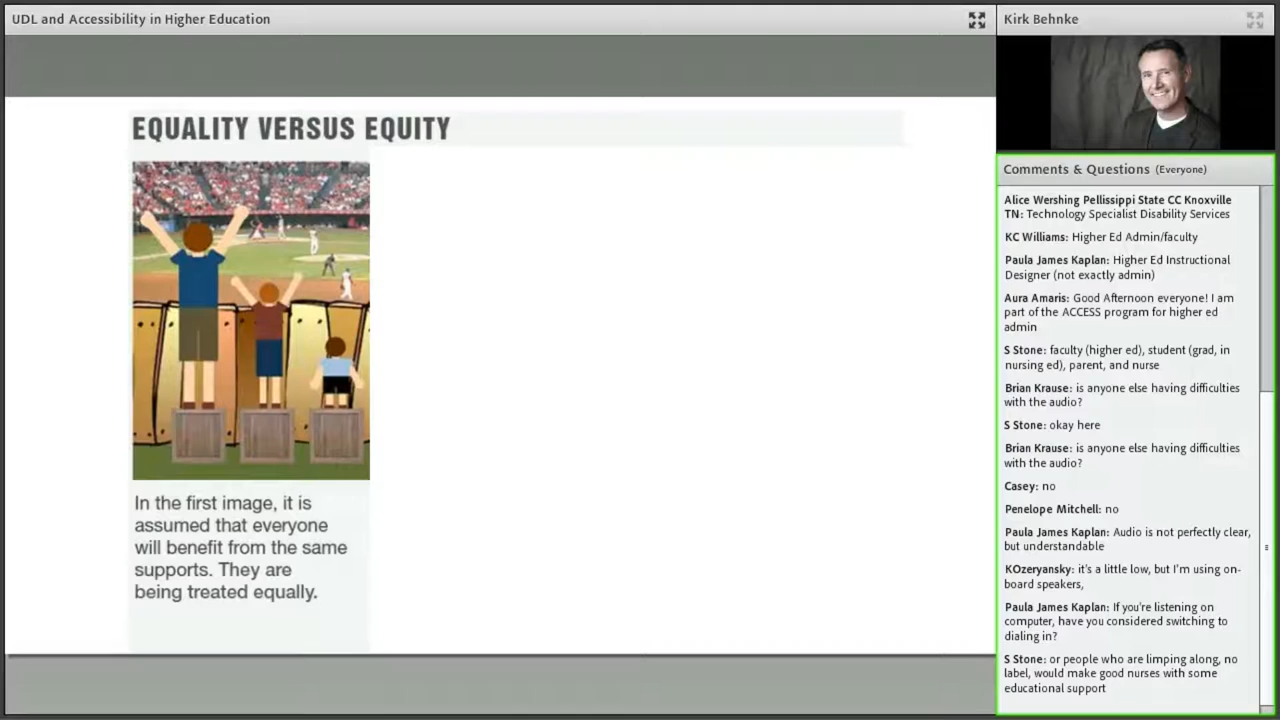 UDL and Accessibility in Higher Education
EQUALITY VERSUS EQUITY
In the first image, it is
assumed that everyone
will benefit from the same
supports. They are
being treated equally.
Kirk Behnke
Comments & Questions (Everyone)
Alice Wershing Pellissippi State CC Knoxville
TN: Technology Specialist Disability Services
KC Williams: Higher Ed Admin/faculty
Paula James Kaplan: Higher Ed Instructional
Designer (not exactly admin)
Aura Amaris: Good Afternoon everyone! I am
part of the ACCESS program for higher ed
admin
S Stone: faculty (higher ed), student (grad, in
nursing ed), parent, and nurse
Brian Krause: is anyone else having difficulties
with the audio?
S Stone: okay here
Brian Krause: is anyone else having difficulties
with the audio?
Casey: no
Penelope Mitchell: no
Paula James Kaplan: Audio is not perfectly clear,
but understandable
KOzeryansky: it's a little low, but I'm using on-
board speakers,
Paula James Kaplan: If you're listening on
computer, have you considered switching to
dialing in?
S Stone: or people who are limping along, no
label, would make good nurses with some
educational support